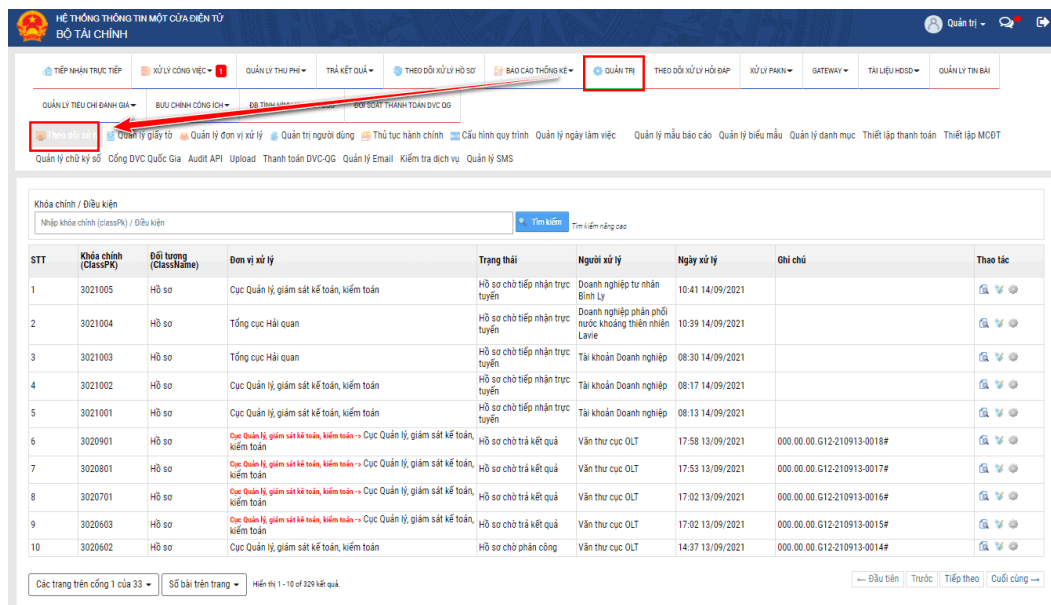 HỆ THỐNG THÔNG TIN MỘT CỬA ĐIỆN TỬ
BỘ TÀI CHÍNH
Quản trị
TIẾP NHẬN TRỰC TIẾP XỬ LÝ CÔNG VIỆC 1 QUẢN LÝ THU PHÍ TRẢ KẾT QUẢ THEO DÕI XỬ LÝ HỒ SƠ BÁO CÁO THỐNG KÊ QUẢN TRỊ THEO DÕI XỬ LÝ HỎI ĐÁP XỬ LÝ PAKN GATEWAY TÀI LIỆU HDSD QUẢN LÝ TIN BÀI
QUẢN LÝ TIÊU CHÍ ĐÁNH GIÁ BƯU CHÍNH CÔNG ÍCH ĐỐI SOÁT THANH TOÁN DVC QG
Theo dõi xử lý Quản lý giấy tờ Quản lý đơn vị xử lý Quản trị người dùng Thủ tục hành chính Cấu hình quy trình Quản lý ngày làm việc Quản lý mẫu báo cáo Quản lý biểu mẫu Quản lý danh mục Thiết lập thanh toán Thiết lập MCĐT
Quản lý chữ ký số Cổng DVC Quốc Gia Audit API Upload Thanh toán DVC-QG Quản lý Email Kiểm tra dịch vụ Quản lý SMS
Khóa chính / Điều kiện
Nhập khóa chính (classPk) / Điều kiện Tìm kiếm Tìm kiếm nâng cao
STT Khóa chính (ClassPK) Đối tượng (ClassName) Đơn vị xử lý Trạng thái Người xử lý Ngày xử lý Ghi chú Thao tác
1 3021005 Hồ sơ Cục Quản lý, giám sát kế toán, kiểm toán Hồ sơ chờ tiếp nhận trực tuyến Doanh nghiệp tư nhân Bình Ly 10:41 14/09/2021
2 3021004 Hồ sơ Tổng cục Hải quan Hồ sơ chờ tiếp nhận trực tuyến Doanh nghiệp phân phối nước khoáng thiên nhiên Lavie 10:39 14/09/2021
3 3021003 Hồ sơ Tổng cục Hải quan Hồ sơ chờ tiếp nhận trực tuyến Tài khoản Doanh nghiệp 08:30 14/09/2021
4 3021002 Hồ sơ Cục Quản lý, giám sát kế toán, kiểm toán Hồ sơ chờ tiếp nhận trực tuyến Tài khoản Doanh nghiệp 08:17 14/09/2021
5 3021001 Hồ sơ Cục Quản lý, giám sát kế toán, kiểm toán Hồ sơ chờ tiếp nhận trực tuyến Tài khoản Doanh nghiệp 08:13 14/09/2021
6 3020901 Hồ sơ Cục Quản lý, giám sát kế toán, kiểm toán -> Cục Quản lý, giám sát kế toán, kiểm toán Hồ sơ chờ trả kết quả Văn thư cục OLT 17:58 13/09/2021 000.00.00.G12-210913-0018#
7 3020801 Hồ sơ Cục Quản lý, giám sát kế toán, kiểm toán -> Cục Quản lý, giám sát kế toán, kiểm toán Hồ sơ chờ trả kết quả Văn thư cục OLT 17:53 13/09/2021 000.00.00.G12-210913-0017#
8 3020701 Hồ sơ Cục Quản lý, giám sát kế toán, kiểm toán -> Cục Quản lý, giám sát kế toán, kiểm toán Hồ sơ chờ trả kết quả Văn thư cục OLT 17:02 13/09/2021 000.00.00.G12-210913-0016#
9 3020603 Hồ sơ Cục Quản lý, giám sát kế toán, kiểm toán -> Cục Quản lý, giám sát kế toán, kiểm toán Hồ sơ chờ trả kết quả Văn thư cục OLT 17:02 13/09/2021 000.00.00.G12-210913-0015#
10 3020602 Hồ sơ Cục Quản lý, giám sát kế toán, kiểm toán Hồ sơ chờ phân công Văn thư cục OLT 14:37 13/09/2021 000.00.00.G12-210913-0014#
Các trang trên cổng 1 của 33 Số bài trên trang Hiển thị 1 - 10 of 329 kết quả. ← Đầu tiên Trước Tiếp theo Cuối cùng →